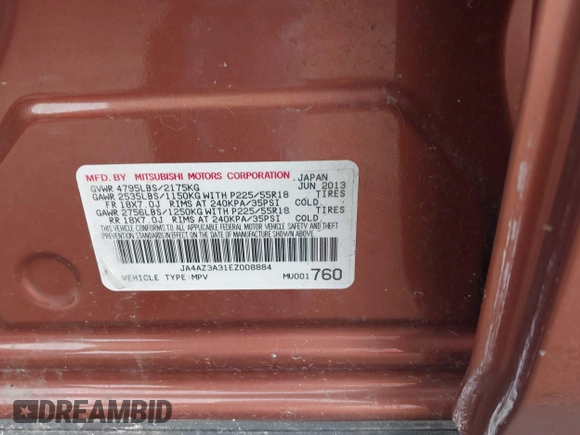 MFD. BY MITSUBISHI MOTORS CORPORATION JAPAN
GVWR 4795LBS/2175KG JUN 2013
GAWR 2535LBS/1150KG WITH P225/55R18 TIRES
FR 18X7.0J RIMS AT 240KPA/35PSI COLD.
GAWR 2756LBS/1250KG WITH P225/55R18 TIRES
RR 18X7.0J RIMS AT 240KPA/35PSI COLD.
THIS VEHICLE CONFORMS TO ALL APPLICABLE FEDERAL MOTOR VEHICLE SAFETY, BUMPER, AND THEFT
PREVENTION STANDARDS IN EFFECT ON THE DATE OF MANUFACTURE SHOWN ABOVE.
JA4AZ3A31EZ008884
VEHICLE TYPE:MPV MU001 760
DREAMBID